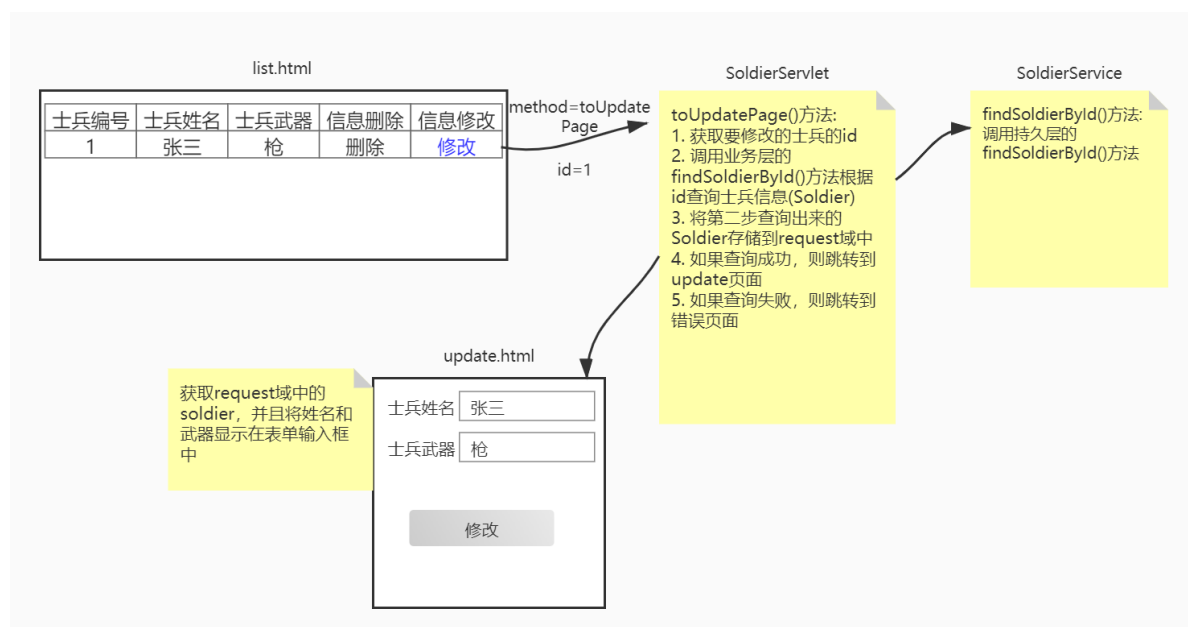 list.html
士兵编号 士兵姓名 士兵武器 信息删除 信息修改
1 张三 枪 删除 修改
method=toUpdate
Page
id=1
SoldierServlet
toUpdatePage()方法:
1. 获取要修改的士兵的id
2. 调用业务层的
findSoldierById()方法根据
id查询士兵信息(Soldier)
3. 将第二步查询出来的
Soldier存储到request域中
4. 如果查询成功，则跳转到
update页面
5. 如果查询失败，则跳转到
错误页面
SoldierService
findSoldierById()方法:
调用持久层的
findSoldierById()方法
update.html
获取request域中的
soldier，并且将姓名和
武器显示在表单输入框
中
士兵姓名 张三
士兵武器 枪
修改